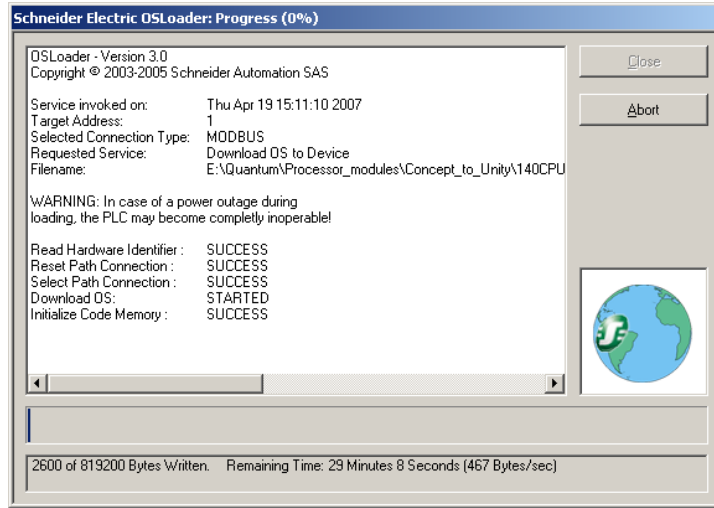 Schneider Electric OSLoader: Progress (0%)
OSLoader - Version 3.0
Copyright © 2003-2005 Schneider Automation SAS
Service invoked on: Thu Apr 19 15:11:10 2007
Target Address: 1
Selected Connection Type: MODBUS
Requested Service: Download OS to Device
Filename: E:\Quantum\Processor_modules\Concept_to_Unity\140CPU
WARNING: In case of a power outage during
loading, the PLC may become completly inoperable!
Read Hardware Identifier : SUCCESS
Reset Path Connection : SUCCESS
Select Path Connection : SUCCESS
Download OS: STARTED
Initialize Code Memory : SUCCESS
Close
Abort
2600 of 819200 Bytes Written. Remaining Time: 29 Minutes 8 Seconds (467 Bytes/sec)